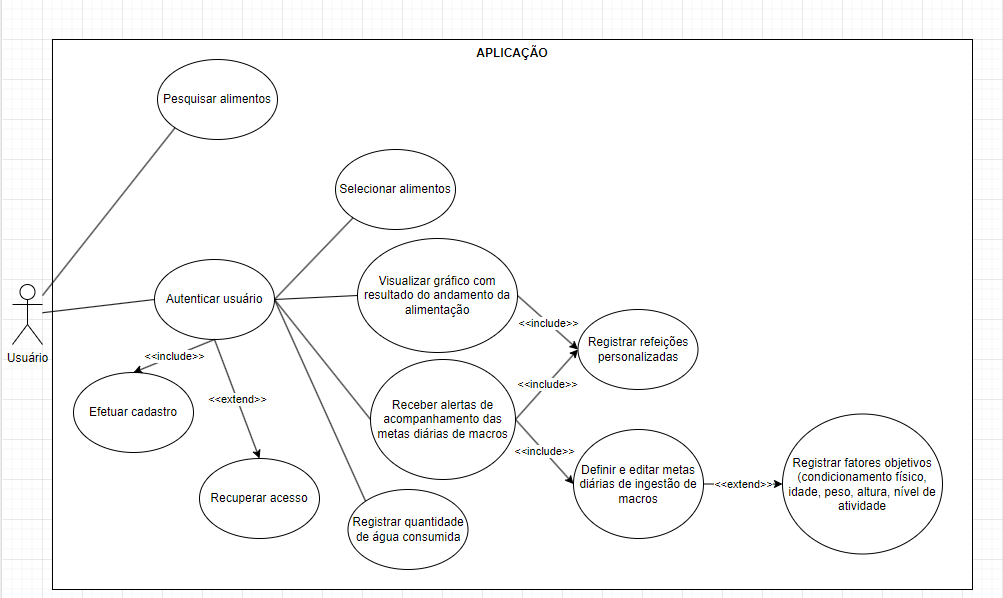 APLICAÇÃO
Pesquisar alimentos
Selecionar alimentos
Autenticar usuário
Visualizar gráfico com
resultado do andamento da
alimentação
Usuário
<<include>>
<<include>>
Registrar refeições
personalizadas
<<include>>
Efetuar cadastro
<<extend>>
Receber alertas de
acompanhamento das
metas diárias de macros
<<include>>
Recuperar acesso
Registrar quantidade
de água consumida
Definir e editar metas
diárias de ingestão de
macros
<<extend>>
Registrar fatores objetivos
(condicionamento físico,
idade, peso, altura, nível de
atividade